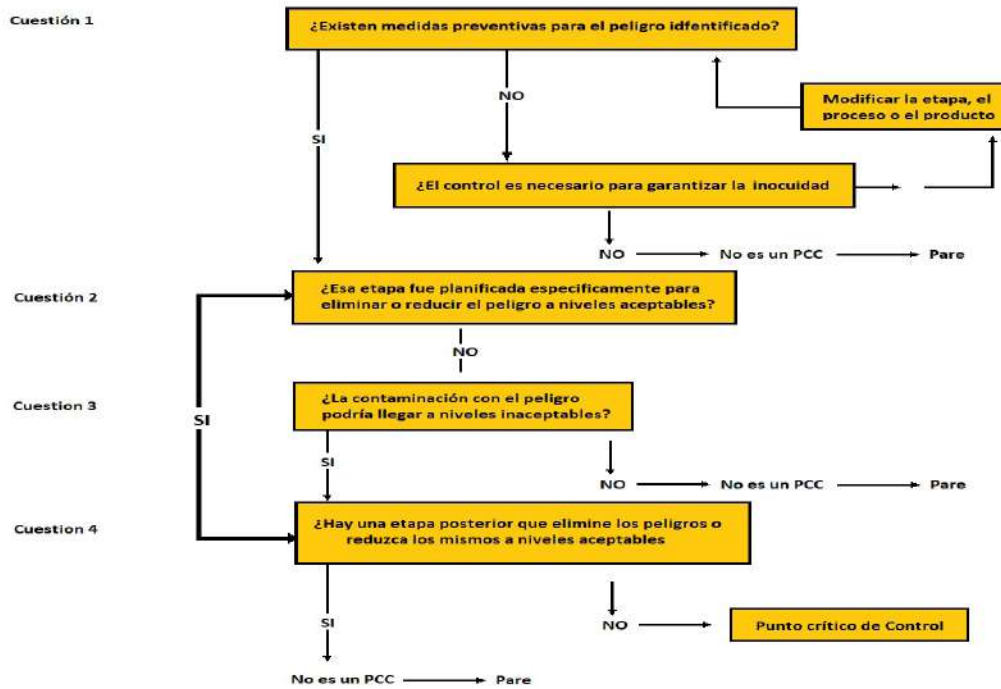 Cuestión 1
¿Existen medidas preventivas para el peligro idfentificado?
NO
Modificar la etapa, el
proceso o el producto
SI
¿El control es necesario para garantizar la inocuidad
NO
No es un PCC
Pare
Cuestión 2
¿Esa etapa fue planificada especificamente para
eliminar o reducir el peligro a niveles aceptables?
NO
Cuestion 3
¿La contaminación con el peligro
podría llegar a niveles inaceptables?
SI
SI
NO
No es un PCC
Pare
Cuestion 4
¿Hay una etapa posterior que elimine los peligros o
reduzca los mismos a niveles aceptables
SI
NO
Punto crítico de Control
No es un PCC
Pare